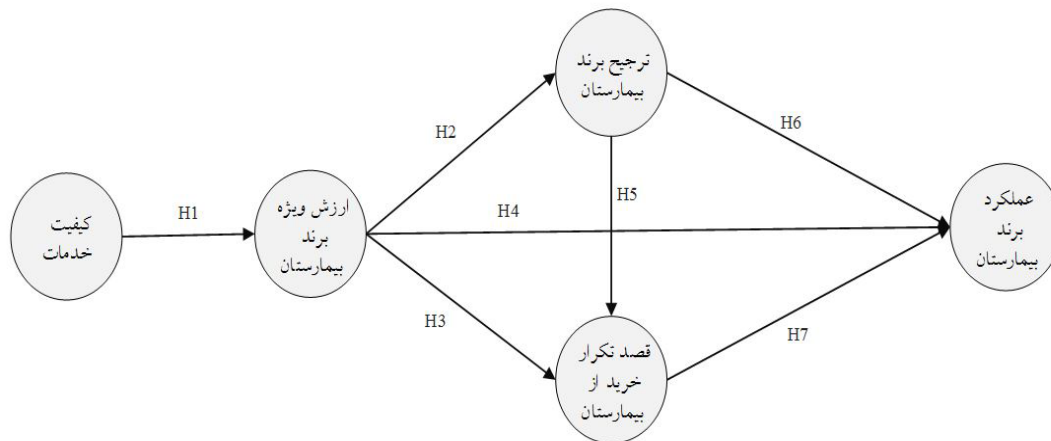 ترجیح برند
بیمارستان
H2
H6
کیفیت
خدمات
H1
ارزش ویژه
برند
بیمارستان
H4
H5
عملکرد
برند
بیمارستان
H3
H7
قصد تکرار
خرید از
بیمارستان